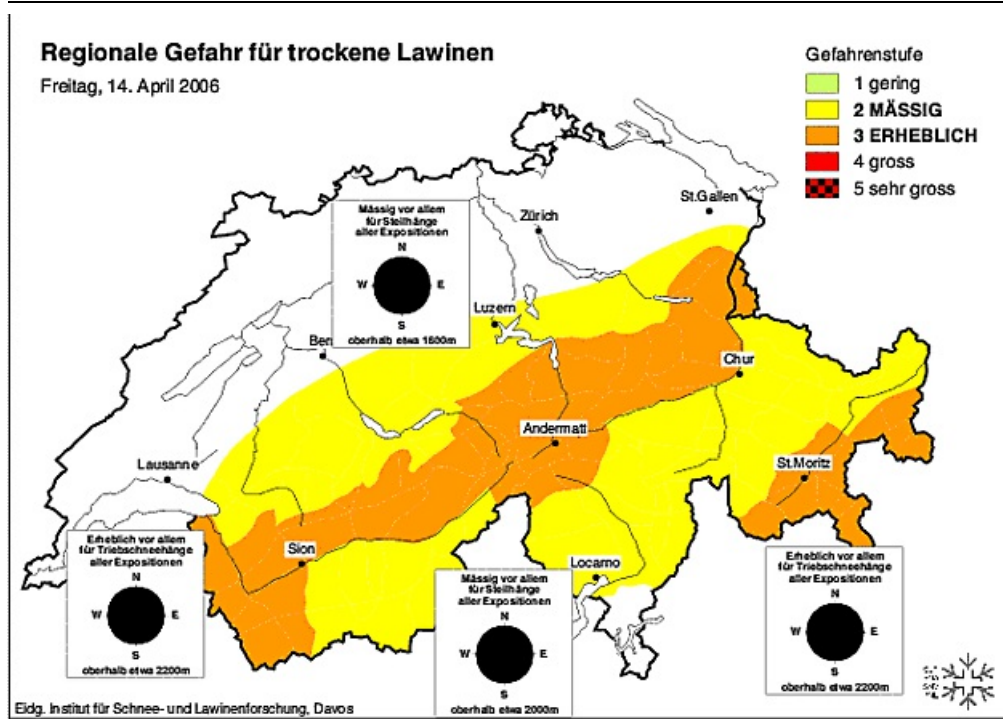 Regionale Gefahr für trockene Lawinen
Freitag, 14. April 2006
Gefahrenstufe
1 gering
2 MÄSSIG
3 ERHEBLICH
4 gross
5 sehr gross
St.Gallen
Zürich
Mässig vor allem
für Steilhänge
aller Expositionen
N
W E
S
oberhalb etwa 1600m
Luzern
Ben
Chur
Andermatt
Lausanne
St.Moritz
Sion
Locarno
Erheblich vor allem
für Triebschneehänge
aller Expositionen
N
W E
S
oberhalb etwa 2200m
Mässig vor allem
für Steilhänge
aller Expositionen
N
W E
S
oberhalb etwa 2000m
Erheblich vor allem
für Triebschneehänge
aller Expositionen
N
W E
S
oberhalb etwa 2200m
Eidg. Institut für Schnee- und Lawinenforschung, Davos